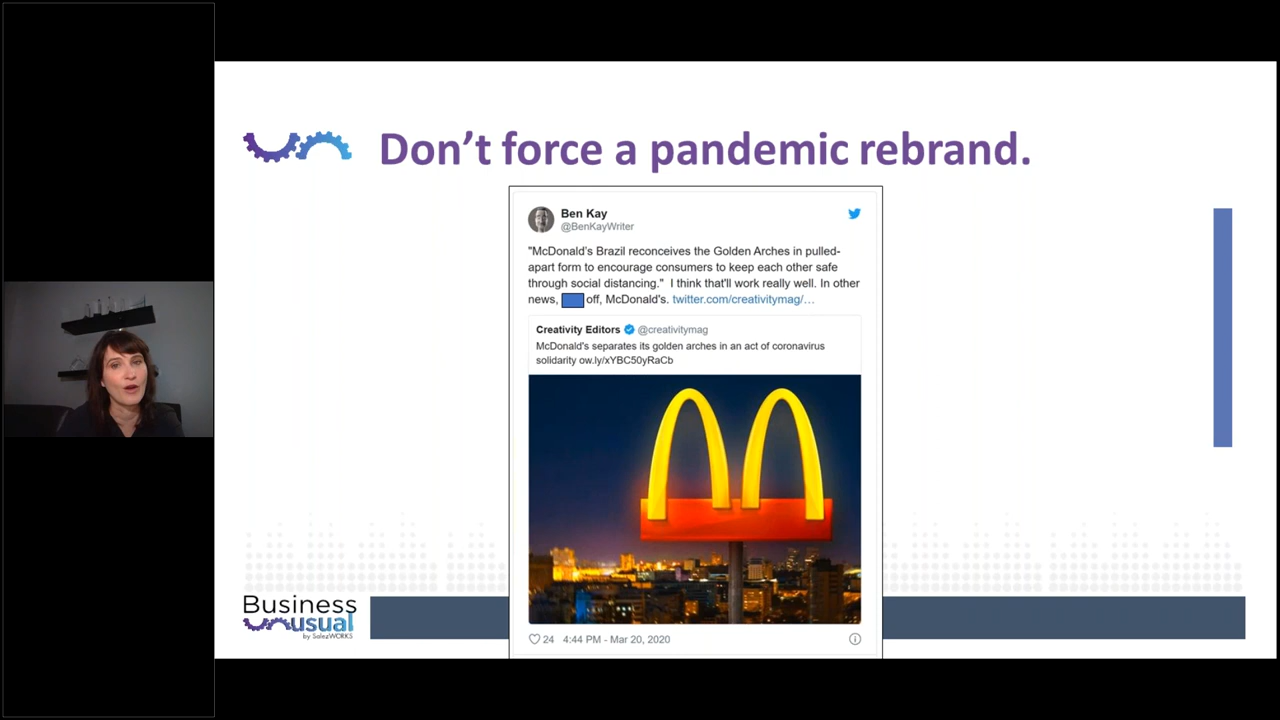 Don't force a pandemic rebrand.
Ben Kay
@BenKayWriter
"McDonald's Brazil reconceives the Golden Arches in pulled-
apart form to encourage consumers to keep each other safe
through social distancing." I think that'll work really well. In other
news, off, McDonald's. twitter.com/creativitymag/…
Creativity Editors @creativitymag
McDonald's separates its golden arches in an act of coronavirus
solidarity ow.ly/xYBC50yRaCb
24 4:44 PM - Mar 20, 2020
Business
unusual
by SalezWORKS